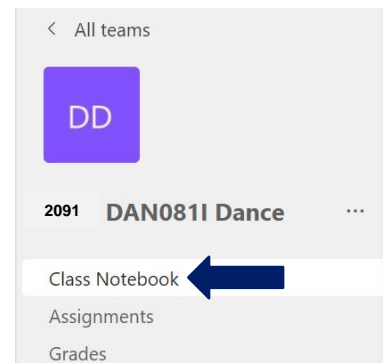 < All teams
DD
2091 DAN081I Dance ...
Class Notebook
Assignments
Grades